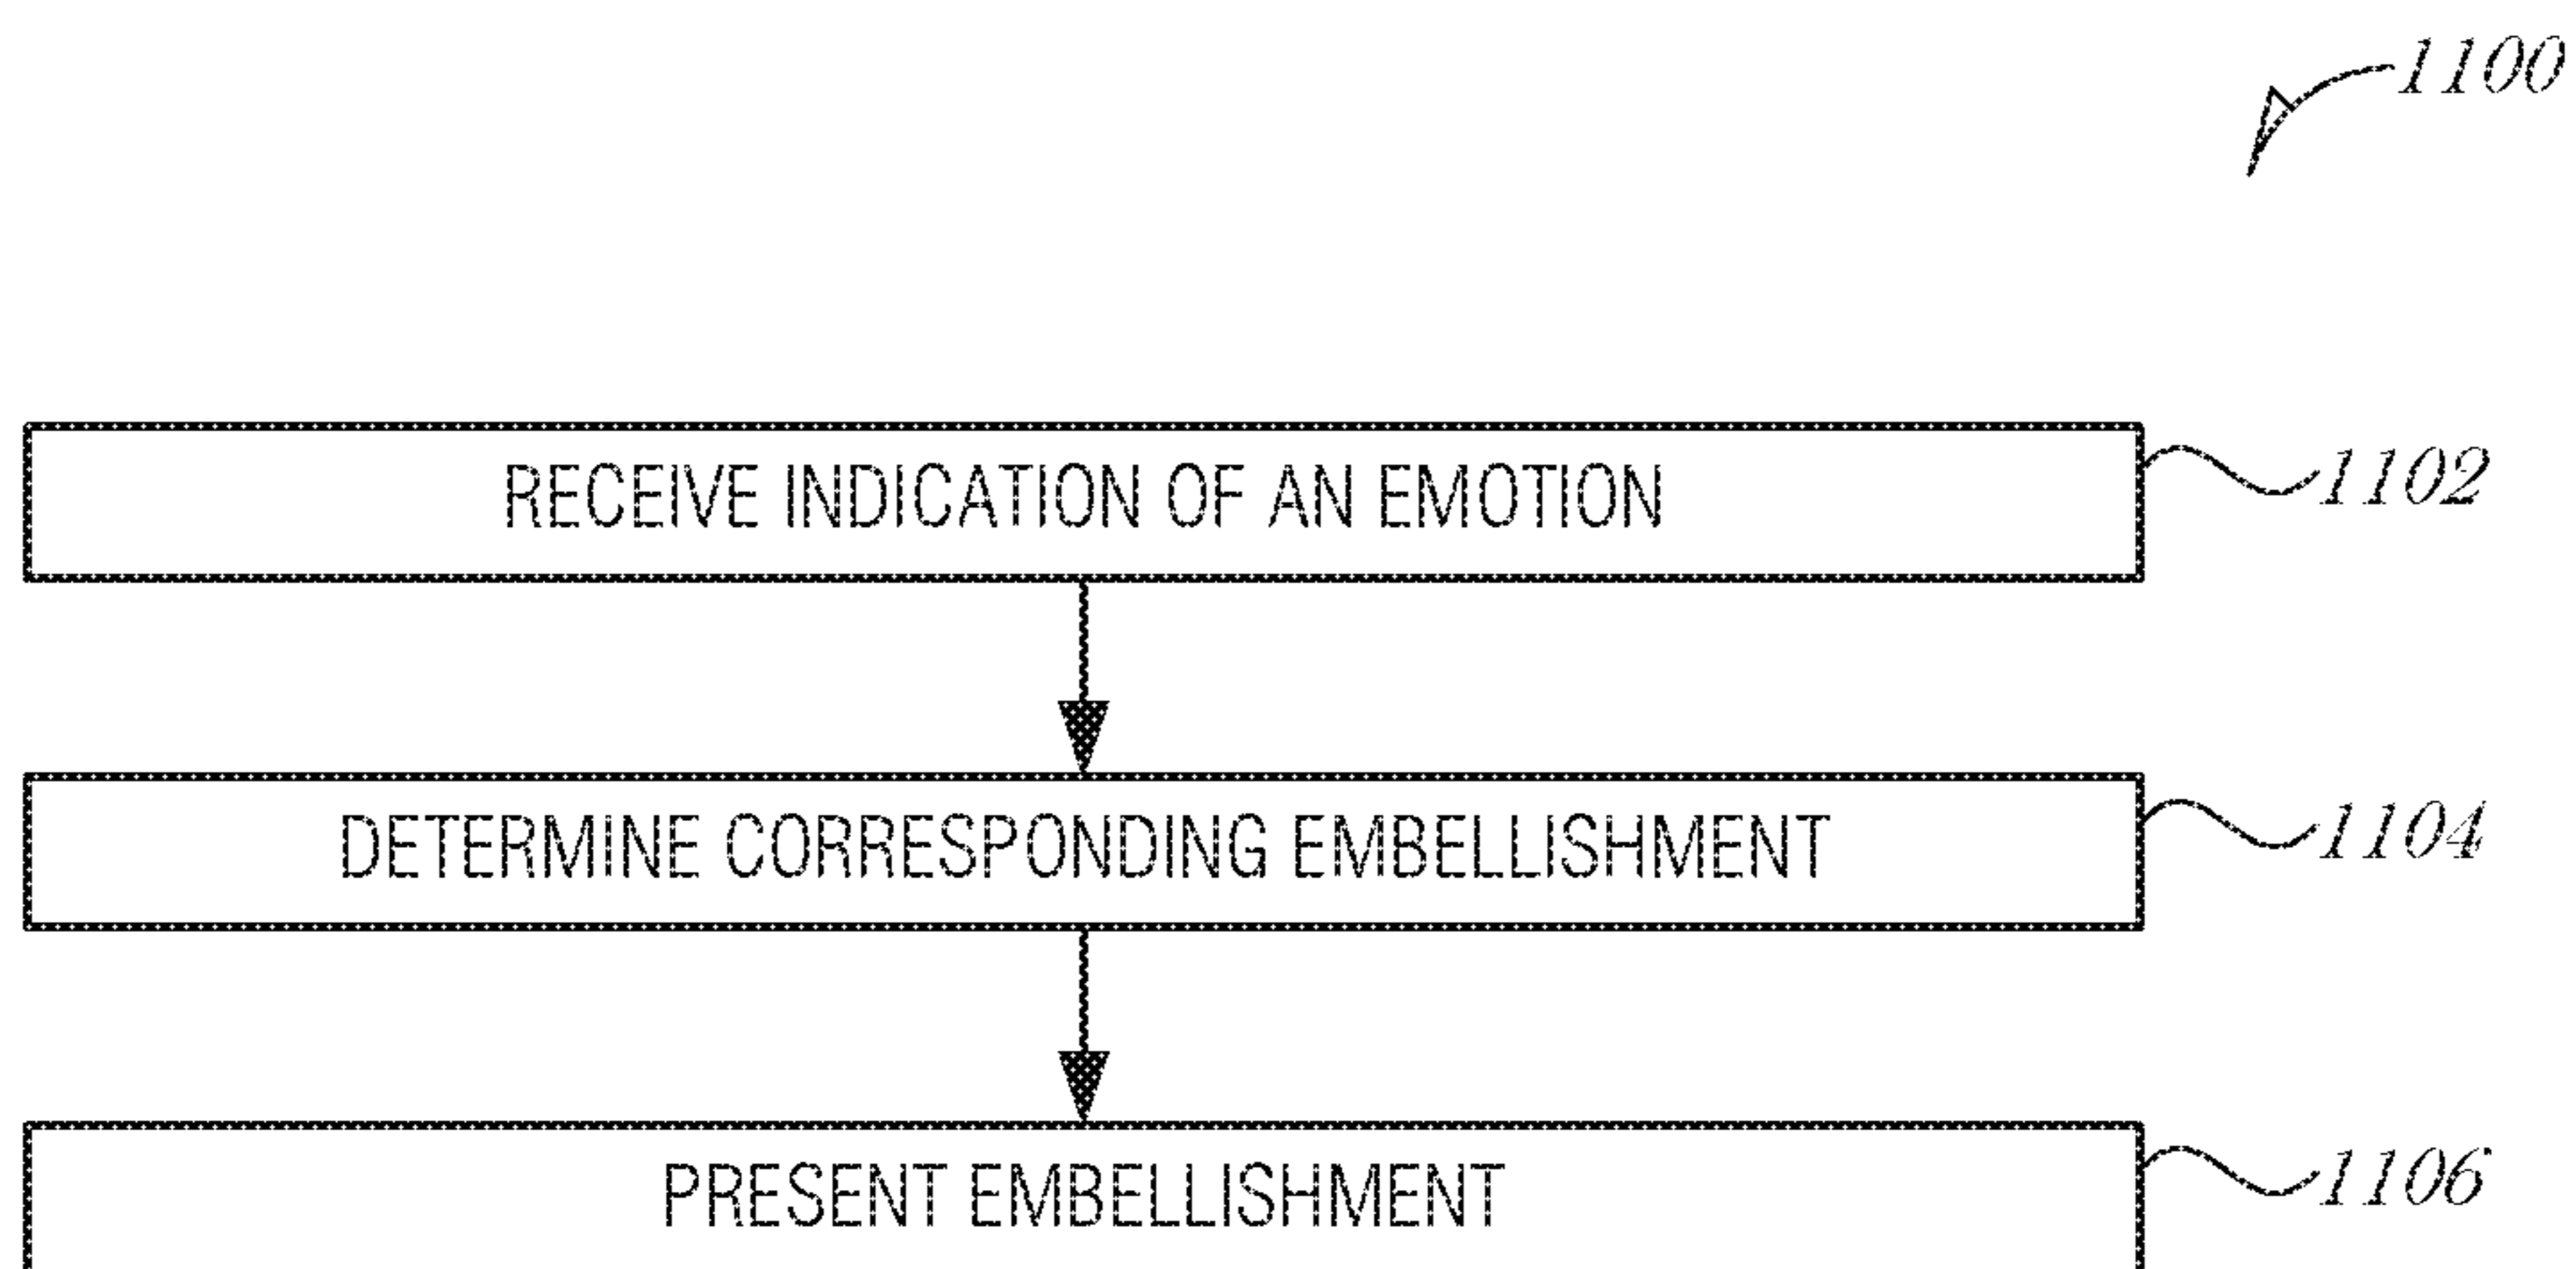 1100
RECEIVE INDICATION OF AN EMOTION
1102
DETERMINE CORRESPONDING EMBELLISHMENT
1104
PRESENT EMBELLISHMENT
1106